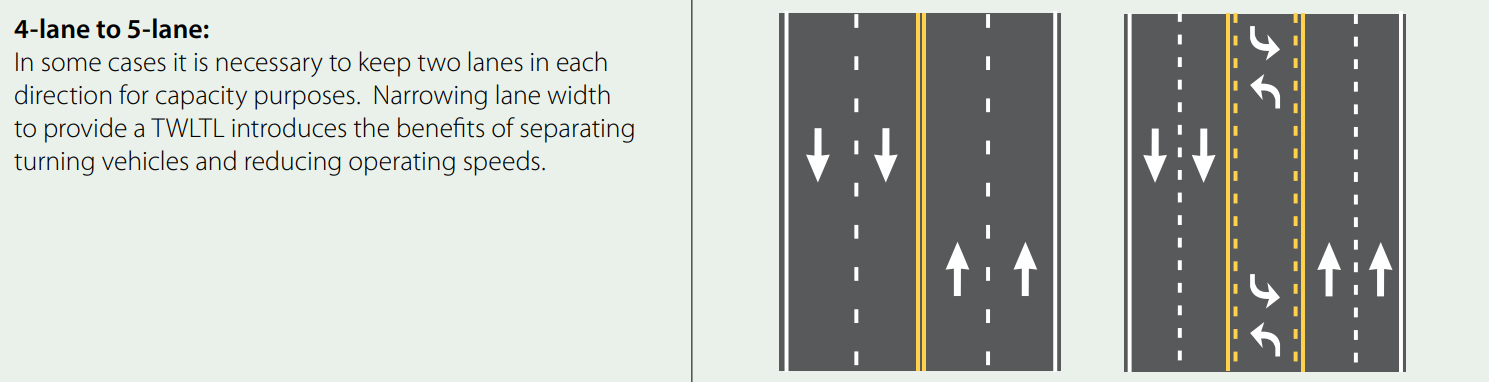 4-lane to 5-lane:
In some cases it is necessary to keep two lanes in each
direction for capacity purposes.  Narrowing lane width
to provide a TWLTL introduces the benefits of separating
turning vehicles and reducing operating speeds.